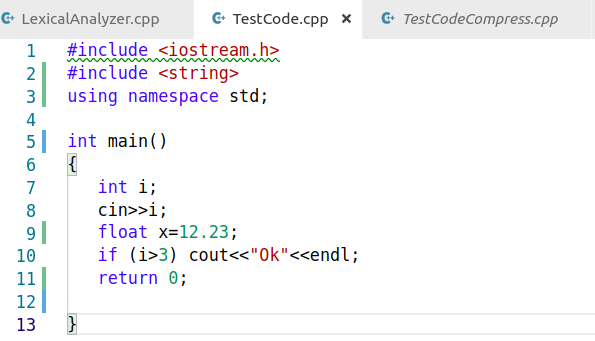 LexicalAnalyzer.cpp TestCode.cpp × TestCodeCompress.cpp
1 #include <iostream.h>
2 #include <string>
3 using namespace std;
4
5 int main()
6 {
7 int i;
8 cin>>i;
9 float x=12.23;
10 if (i>3) cout<<"Ok"<<endl;
11 return 0;
12
13 }